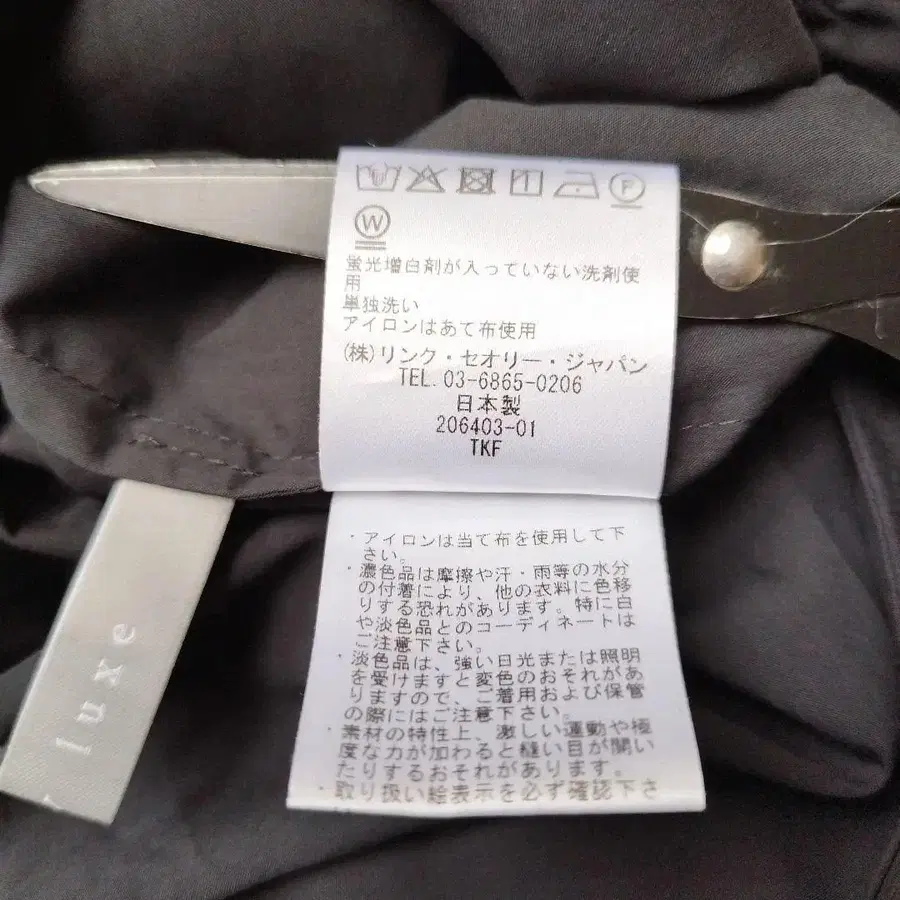 F
W
蛍光増白剤が入っていない洗剤使
用
単独洗い
アイロンはあて布使用
(株)リンク・セオリー・ジャパン
TEL. 03-6865-0206
日本製
206403-01
TKF
・アイロンは当て布を使用して下
さい。
・濃色品は摩擦や汗・雨等の水分
の付着により、他の衣料に色移
りする恐れがあります。特に白
や淡色品とのコーディネートは
ご注意下さい。
・淡色品は、強い日光または照明
を受けますと変色のおそれがあ
りますので、ご着用および保管
の際にはご注意下さい。
・素材の特性上、激しい運動や極
度な力が加わると縫い目が開い
たりするおそれがあります。
・取り扱い絵表示を必ず確認下さ
luxe